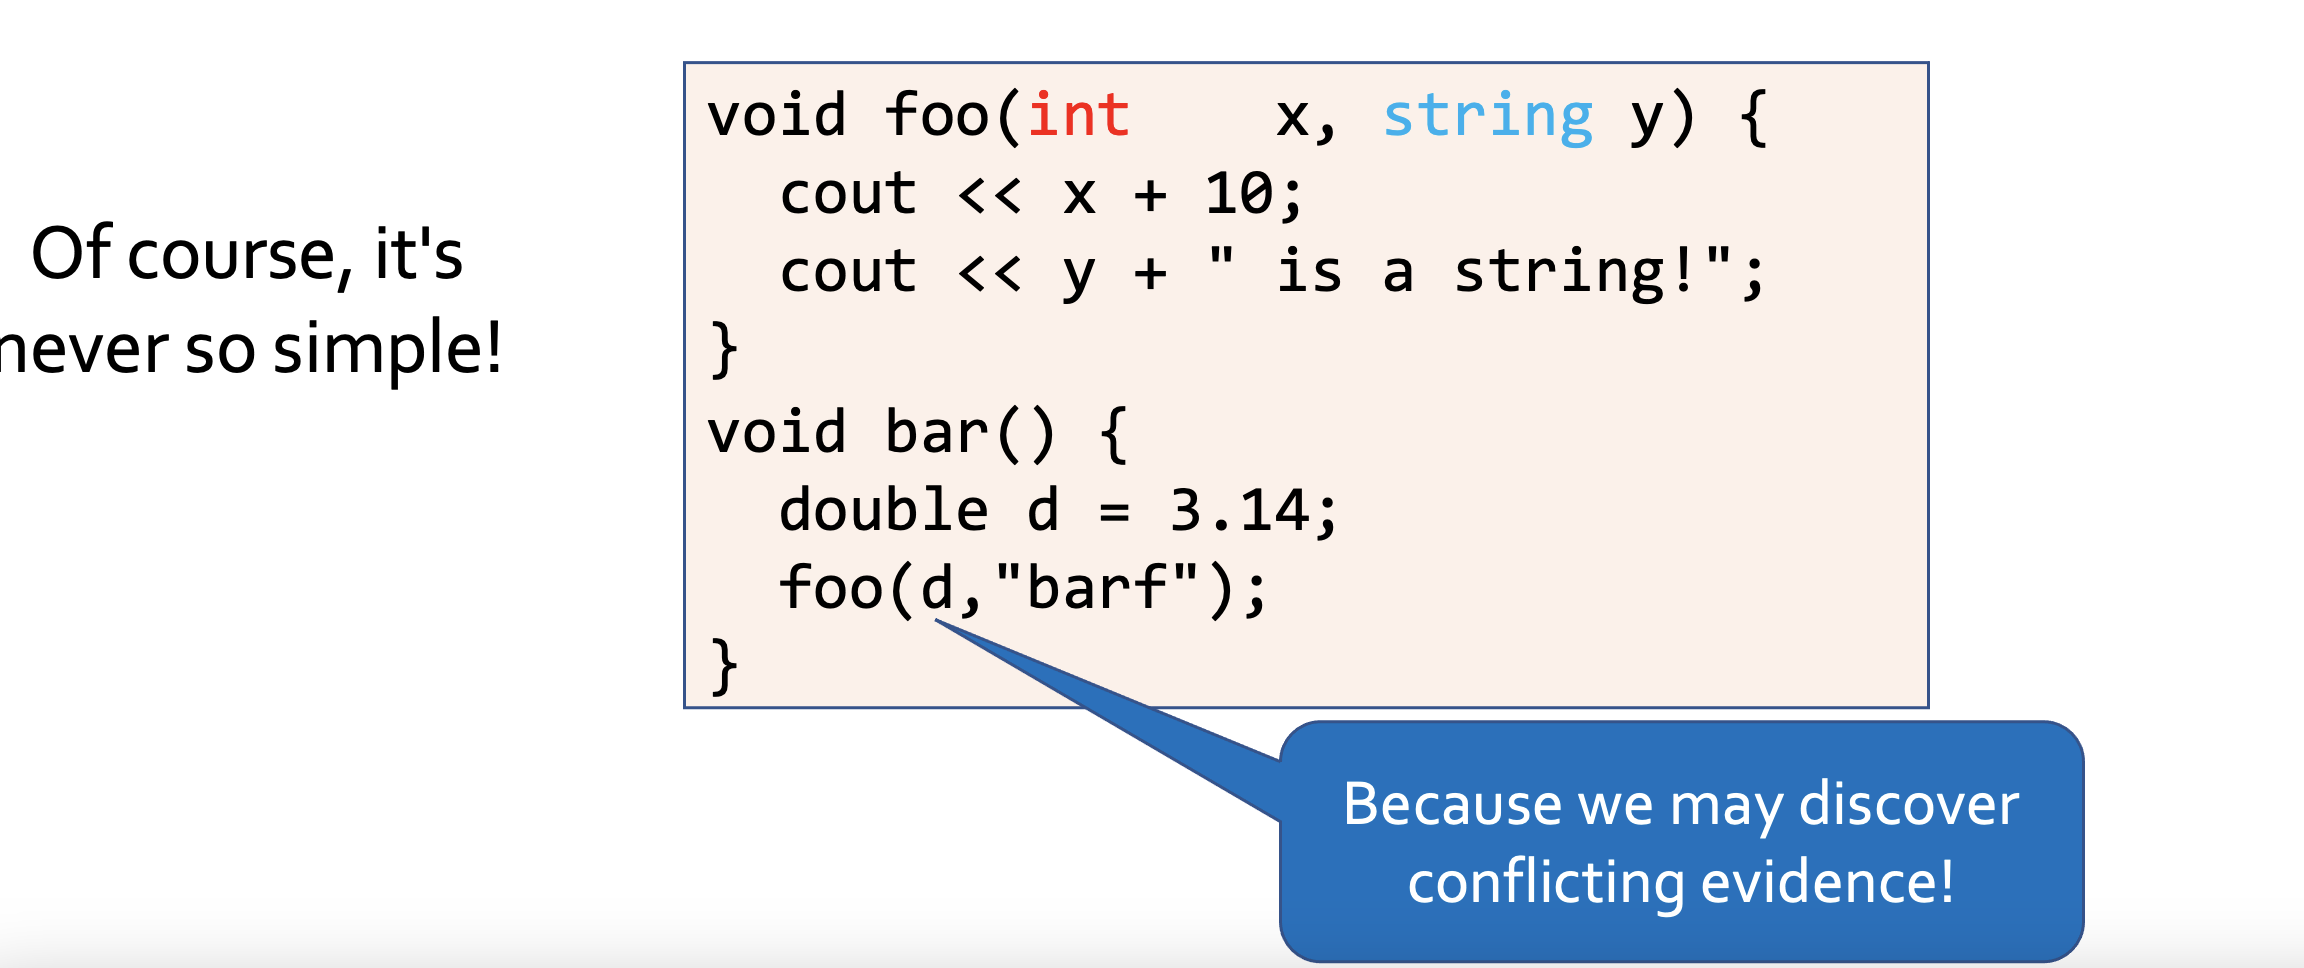 Of course, it's
never so simple!
void foo(int    x, string y) {
  cout << x + 10;
  cout << y + " is a string!";
}
void bar() {
  double d = 3.14;
  foo(d,"barf");
}
Because we may discover
conflicting evidence!